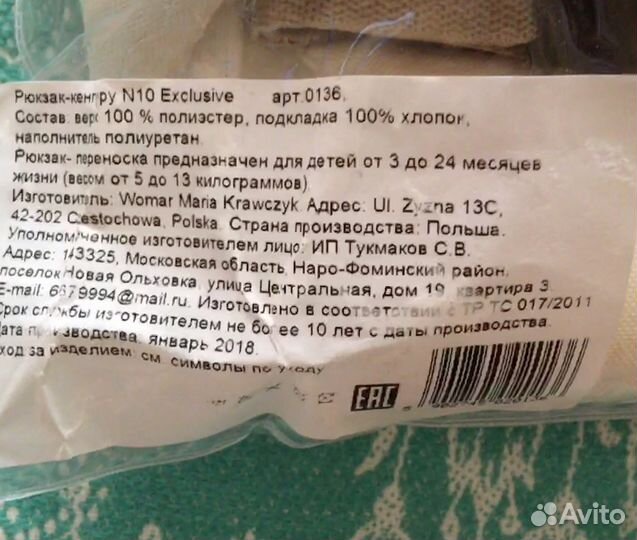 Рюкзак-кенгру N10 Exclusive арт.0136.
Состав: верх 100 % полиэстер, подкладка 100% хлопок,
наполнитель полиуретан.
Рюкзак- переноска предназначен для детей от 3 до 24 месяцев
жизни (весом от 5 до 13 килограммов).
Изготовитель: Womar Maria Krawczyk. Адрес: Ul. Zyzna 13C,
42-202 Czestochowa, Polska. Страна производства: Польша.
Уполномоченное изготовителем лицо: ИП Тукмаков С.В.
Адрес: 143325, Московская область, Наро-Фоминский район,
поселок Новая Ольховка, улица Центральная, дом 19, квартира 3.
E-mail: 6679994@mail.ru. Изготовлено в соответствии с ТР ТС 017/2011
Срок службы изготовителем не более 10 лет с даты производства.
Дата производства: январь 2018.
Уход за изделием: см. символы по уходу
EAC
Avito